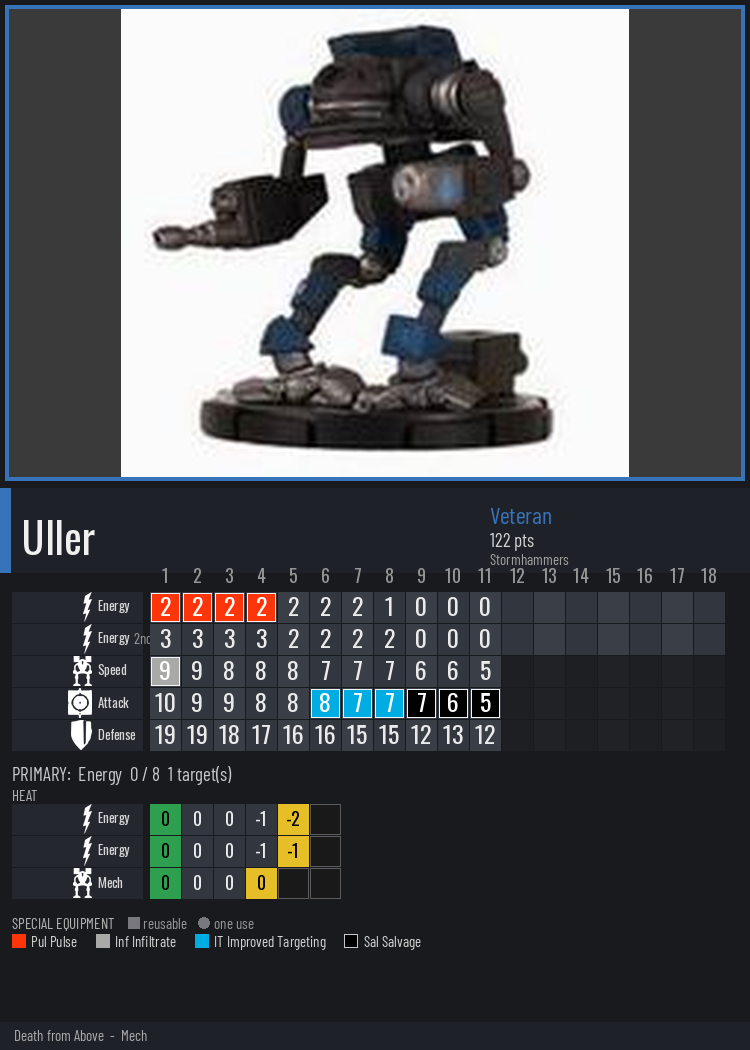 Uller
Veteran
122 pts
Stormhammers
1 2 3 4 5 6 7 8 9 10 11 12 13 14 15 16 17 18
Energy 2 2 2 2 2 2 2 1 0 0 0
Energy 2nd 3 3 3 3 2 2 2 2 0 0 0
Speed 9 9 8 8 8 7 7 7 6 6 5
Attack 10 9 9 8 8 8 7 7 7 6 5
Defense 19 19 18 17 16 16 15 15 12 13 12
PRIMARY: Energy 0 / 8 1 target(s)
HEAT
Energy 0 0 0 -1 -2
Energy 0 0 0 -1 -1
Mech 0 0 0 0
SPECIAL EQUIPMENT reusable one use
Pul Pulse Inf Infiltrate IT Improved Targeting Sal Salvage
Death from Above - Mech